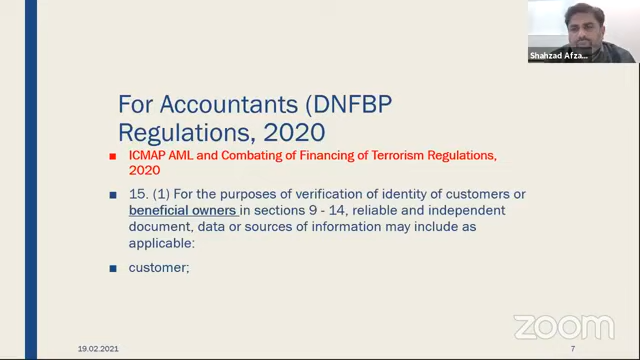 Shahzad Afza...
For Accountants (DNFBP
Regulations, 2020
ICMAP AML and Combating of Financing of Terrorism Regulations,
2020
15. (1) For the purposes of verification of identity of customers or
beneficial owners in sections 9 - 14, reliable and independent
document, data or sources of information may include as
applicable:
customer;
zoom
19.02.2021
7